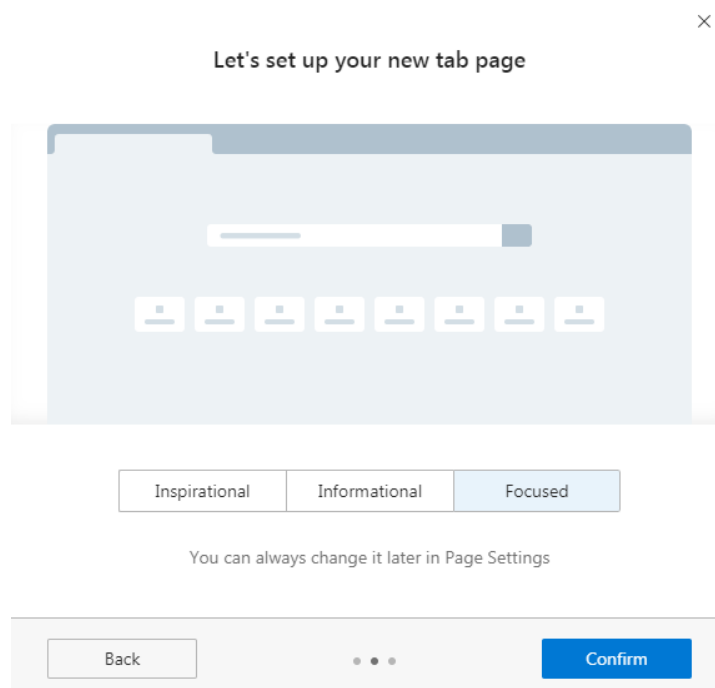 Let's set up your new tab page
Inspirational Informational Focused
You can always change it later in Page Settings
Back Confirm